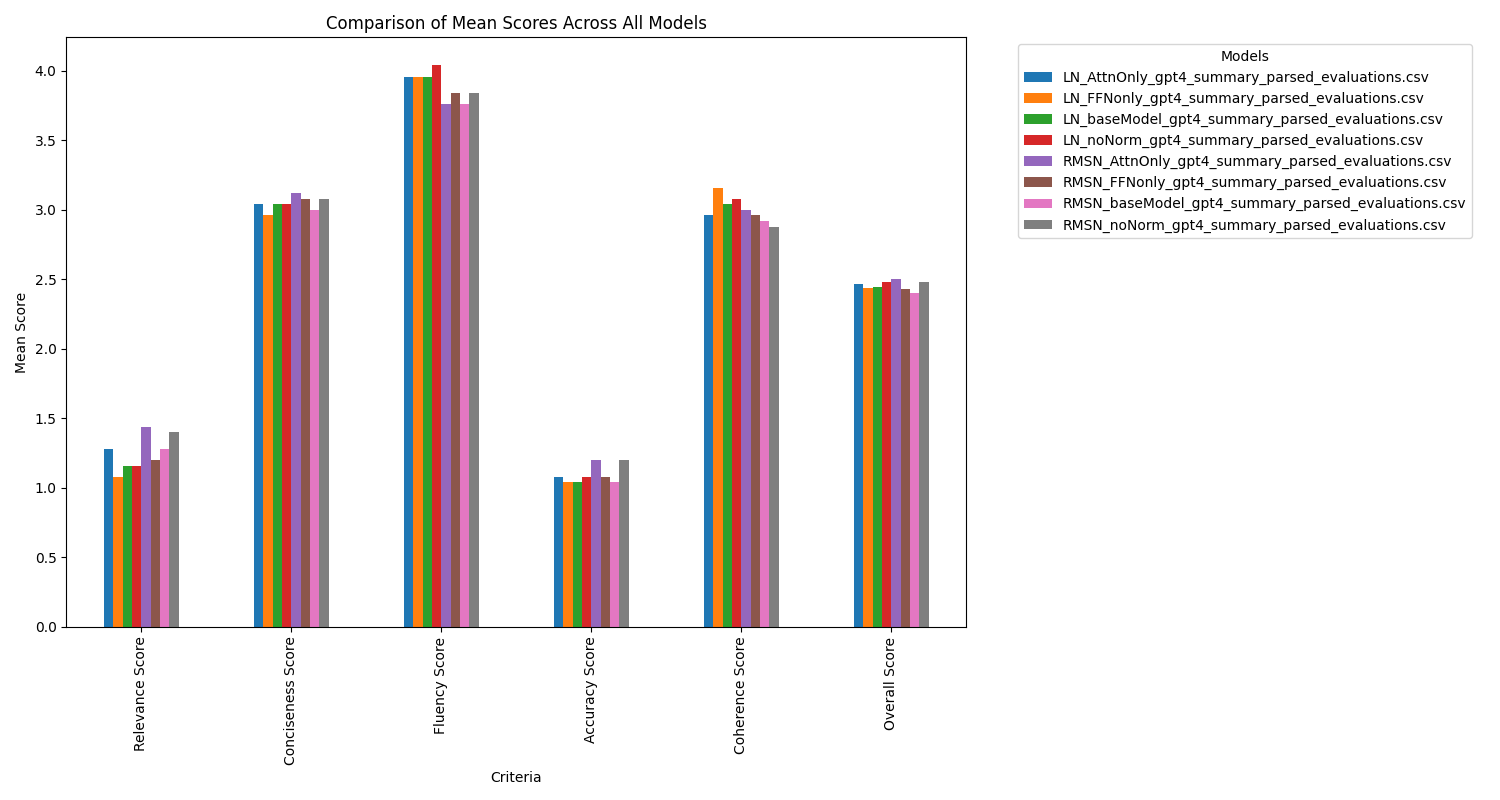 Comparison of Mean Scores Across All Models
Models
LN_AttnOnly_gpt4_summary_parsed_evaluations.csv
LN_FFNonly_gpt4_summary_parsed_evaluations.csv
LN_baseModel_gpt4_summary_parsed_evaluations.csv
LN_noNorm_gpt4_summary_parsed_evaluations.csv
RMSN_AttnOnly_gpt4_summary_parsed_evaluations.csv
RMSN_FFNonly_gpt4_summary_parsed_evaluations.csv
RMSN_baseModel_gpt4_summary_parsed_evaluations.csv
RMSN_noNorm_gpt4_summary_parsed_evaluations.csv
Mean Score
4.0
3.5
3.0
2.5
2.0
1.5
1.0
0.5
0.0
Relevance Score
Conciseness Score
Fluency Score
Accuracy Score
Coherence Score
Overall Score
Criteria